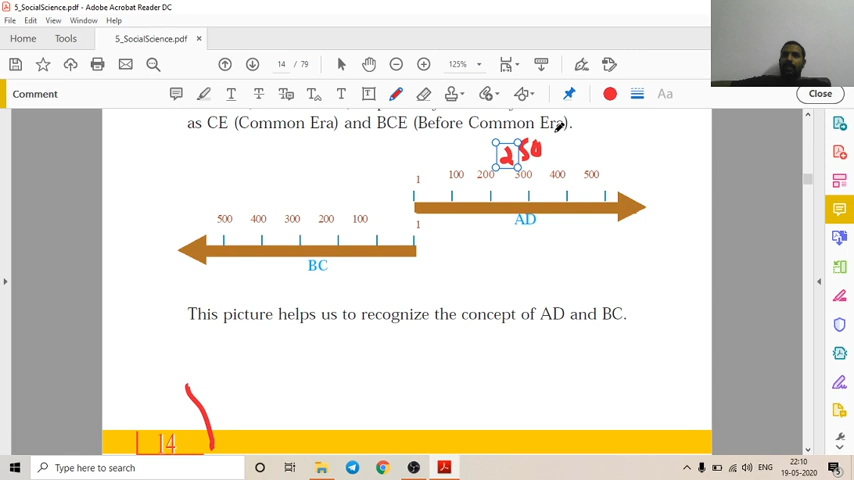 5_SocialScience.pdf - Adobe Acrobat Reader DC
File Edit View Window Help
Home Tools 5_SocialScience.pdf ×
14 / 79 125%
Comment Aa Close
as CE (Common Era) and BCE (Before Common Era).
250
1 100 200 300 400 500
AD
500 400 300 200 100 1
BC
This picture helps us to recognize the concept of AD and BC.
14
Type here to search
ENG
22:10
19-05-2020
5